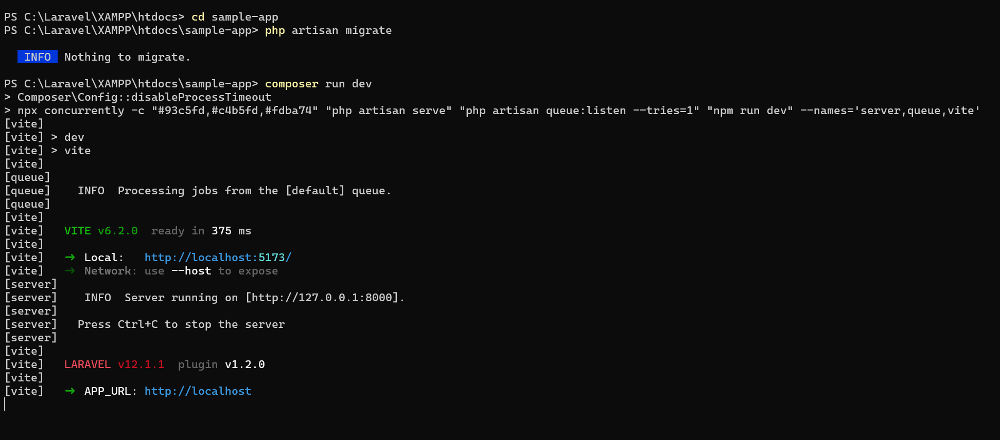 PS C:\Laravel\XAMPP\htdocs> cd sample-app
PS C:\Laravel\XAMPP\htdocs\sample-app> php artisan migrate
INFO Nothing to migrate.
PS C:\Laravel\XAMPP\htdocs\sample-app> composer run dev
> Composer\Config::disableProcessTimeout
> npx concurrently -c "#93c5fd,#c4b5fd,#fdba74" "php artisan serve" "php artisan queue:listen --tries=1" "npm run dev" --names='server,queue,vite'
[vite]
[vite] > dev
[vite] > vite
[vite]
[queue]
[queue] INFO Processing jobs from the [default] queue.
[queue]
[vite]
[vite] VITE v6.2.0 ready in 375 ms
[vite]
[vite] ➜ Local: http://localhost:5173/
[vite] ➜ Network: use --host to expose
[server]
[server] INFO Server running on [http://127.0.0.1:8000].
[server]
[server] Press Ctrl+C to stop the server
[server]
[vite]
[vite] LARAVEL v12.1.1 plugin v1.2.0
[vite]
[vite] ➜ APP_URL: http://localhost